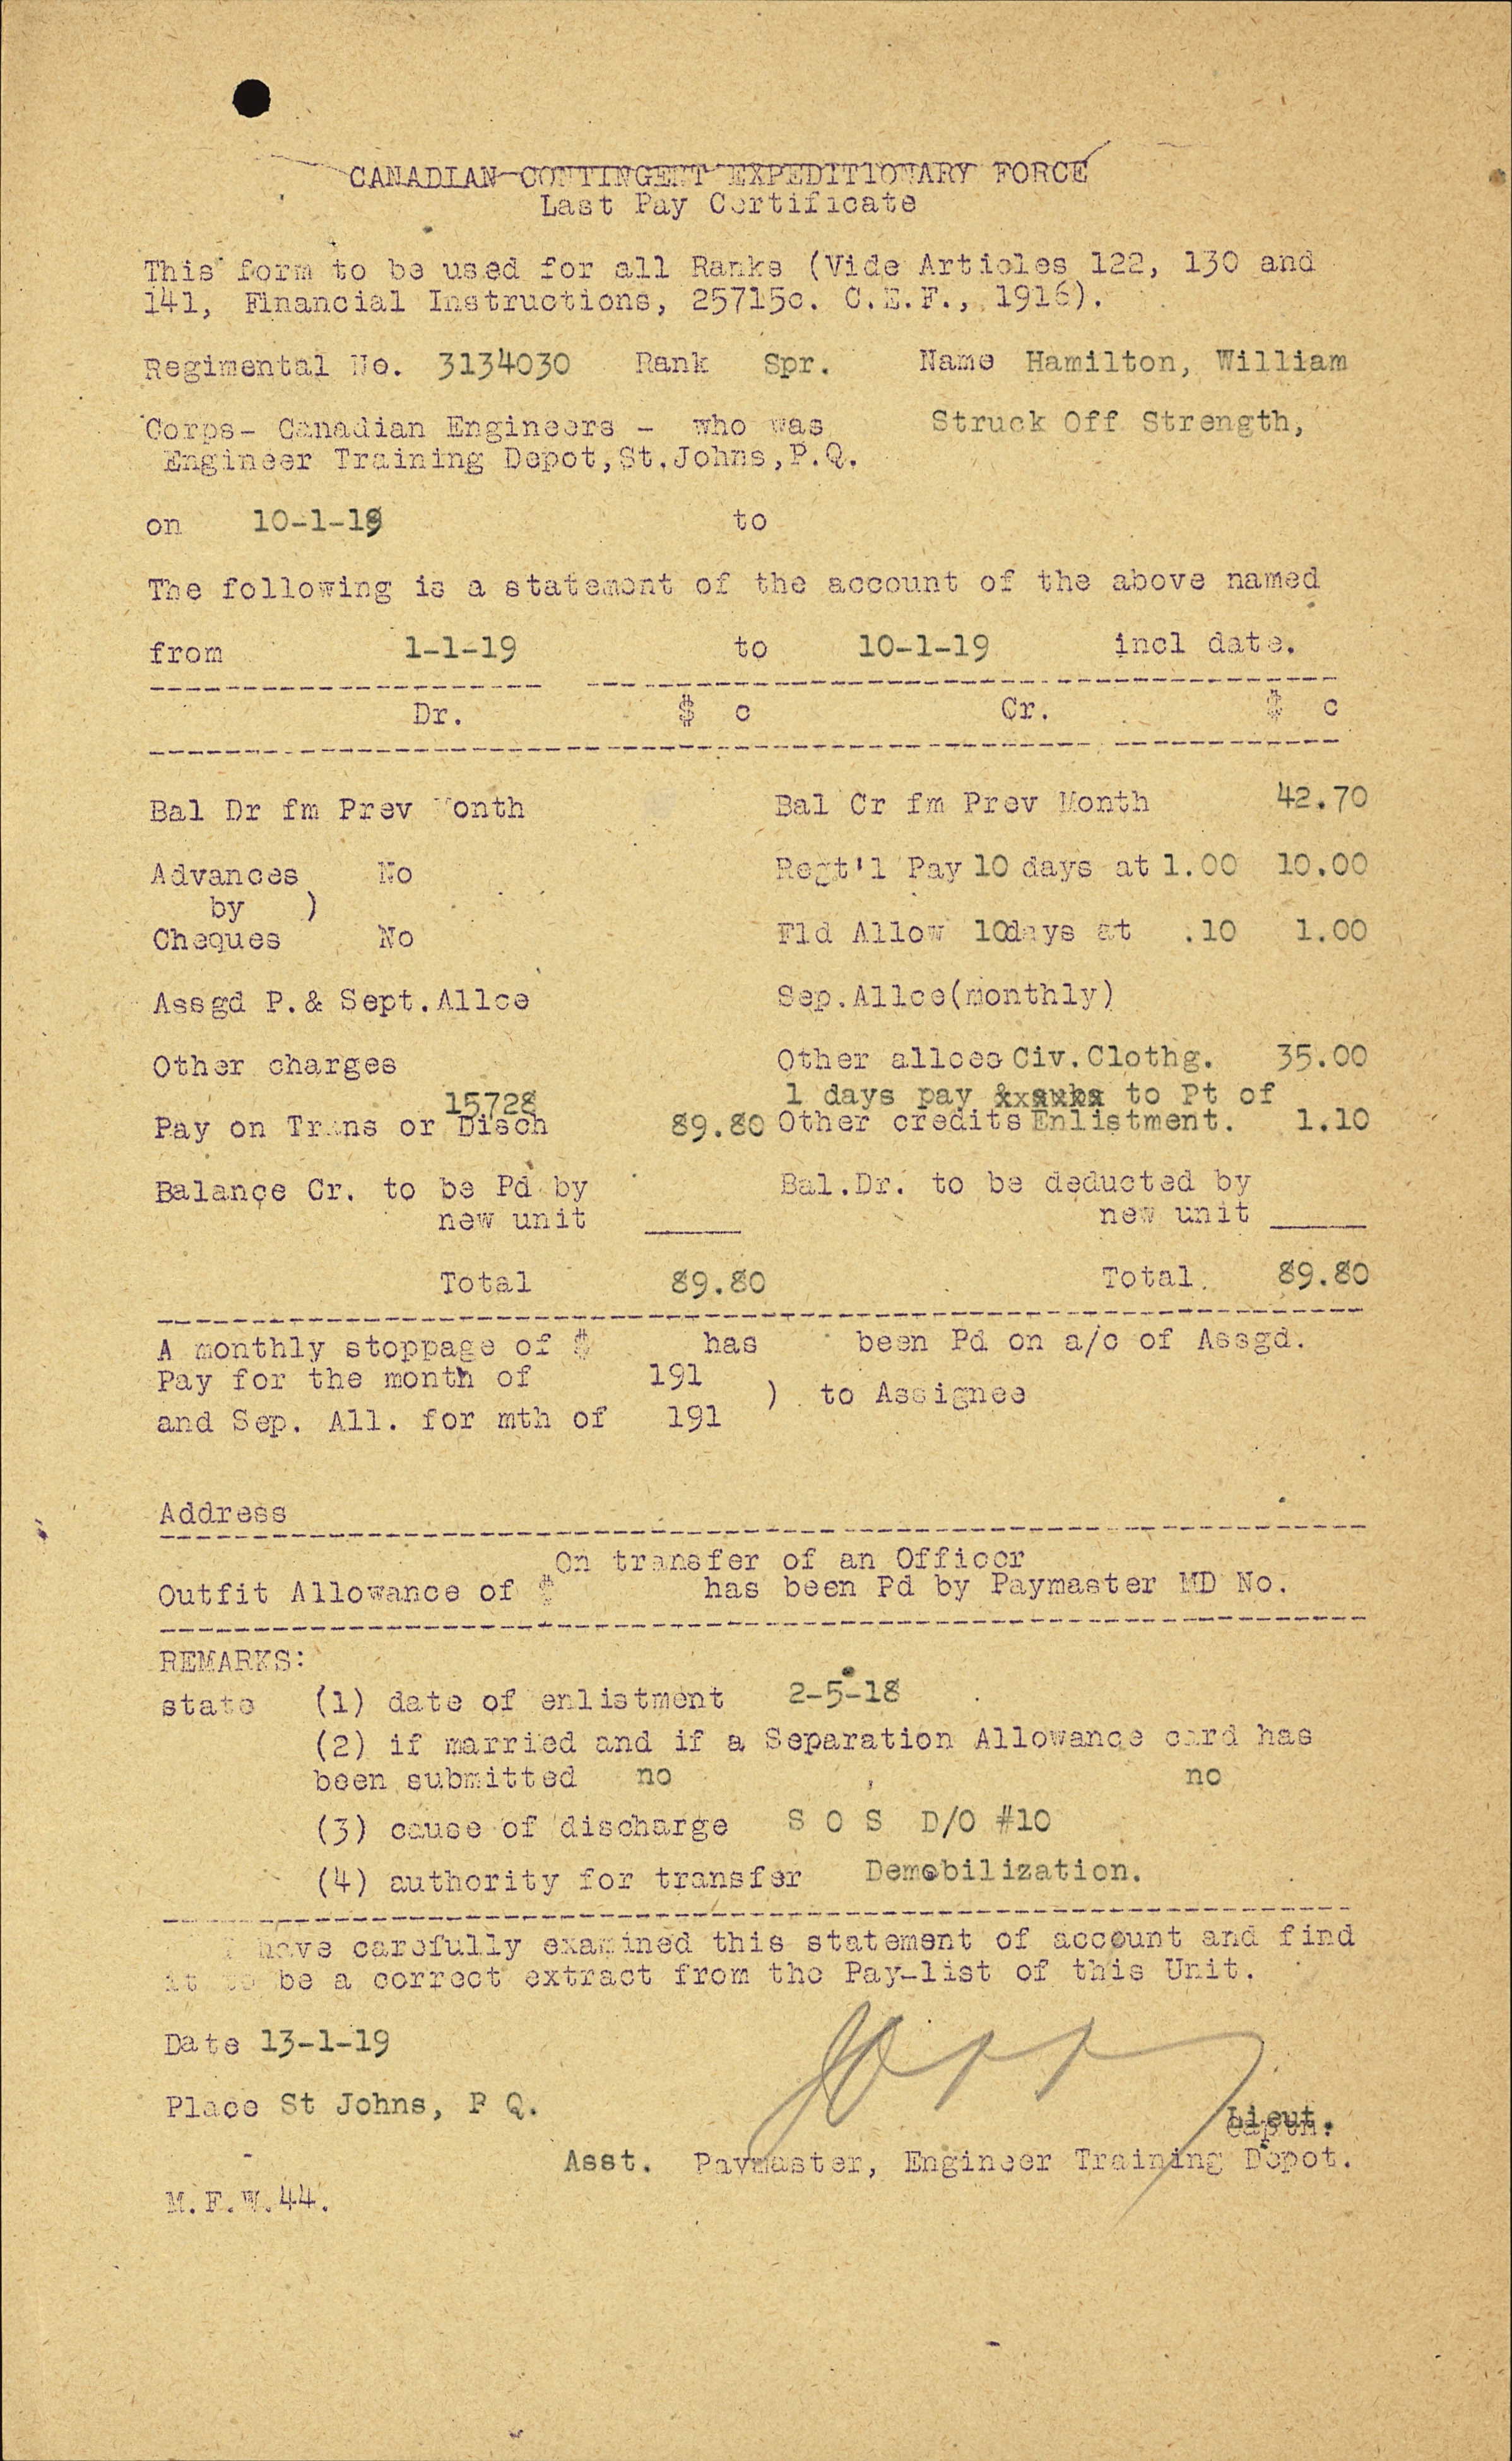 CANADIAN CONTINGENT EXPEDITIONARY FORCE
Last Pay Certificate
This form to be used for all Ranks (Vide Articles 122, 130 and
141, Financial Instructions, 25715c. C.E.F., 1916).
Regimental No. 3134030 Rank Spr. Name Hamilton, William
Corps- Canadian Engineers - who was Struck Off Strength,
Engineer Training Depot, St. Johns, P.Q.
on 10-1-19 to
The following is a statement of the account of the above named
from 1-1-19 to 10-1-19 incl date.
Dr. $ c Cr. $ c
Bal Dr fm Prev Month Bal Cr fm Prev Month 42.70
Advances No Regt'l Pay 10 days at 1.00 10.00
by )
Cheques No Fld Allow 10days at .10 1.00
Assgd P. & Sept. Allce Sep. Allce(monthly)
Other charges Other allces Civ. Clothg. 35.00
15728 1 days pay to Pt of
Pay on Trans or Disch 89.80 Other credits Enlistment. 1.10
Balance Cr. to be Pd by Bal. Dr. to be deducted by
new unit new unit
Total 89.80 Total 89.80
A monthly stoppage of $ has been Pd on a/c of Assgd.
Pay for the month of 191
) to Assignee
and Sep. All. for mth of 191
Address
On transfer of an Officer
Outfit Allowance of $ has been Pd by Paymaster MD No.
REMARKS:
state (1) date of enlistment 2-5-18
(2) if married and if a Separation Allowance card has
been submitted no no
(3) cause of discharge S O S D/O #10
(4) authority for transfer Demobilization.
I have carefully examined this statement of account and find
it to be a correct extract from the Pay-list of this Unit.
Date 13-1-19
Place St Johns, P Q.
Lieut.
Asst. Paymaster, Engineer Training Depot.
M.F.W.44.